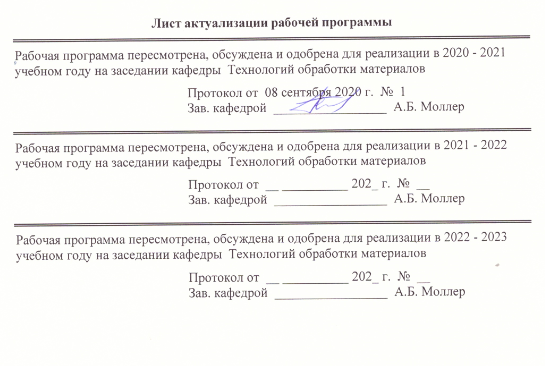 Лист актуализации рабочей программы
Рабочая программа пересмотрена, обсуждена и одобрена для реализации в 2020 - 2021
учебном году на заседании кафедры Технологий обработки материалов
Протокол от 08 сентября 2020 г. № 1
Зав. кафедрой ________________ А.Б. Моллер
Рабочая программа пересмотрена, обсуждена и одобрена для реализации в 2021 - 2022
учебном году на заседании кафедры Технологий обработки материалов
Протокол от __ __________ 202_ г. № __
Зав. кафедрой ________________ А.Б. Моллер
Рабочая программа пересмотрена, обсуждена и одобрена для реализации в 2022 - 2023
учебном году на заседании кафедры Технологий обработки материалов
Протокол от __ __________ 202_ г. № __
Зав. кафедрой ________________ А.Б. Моллер